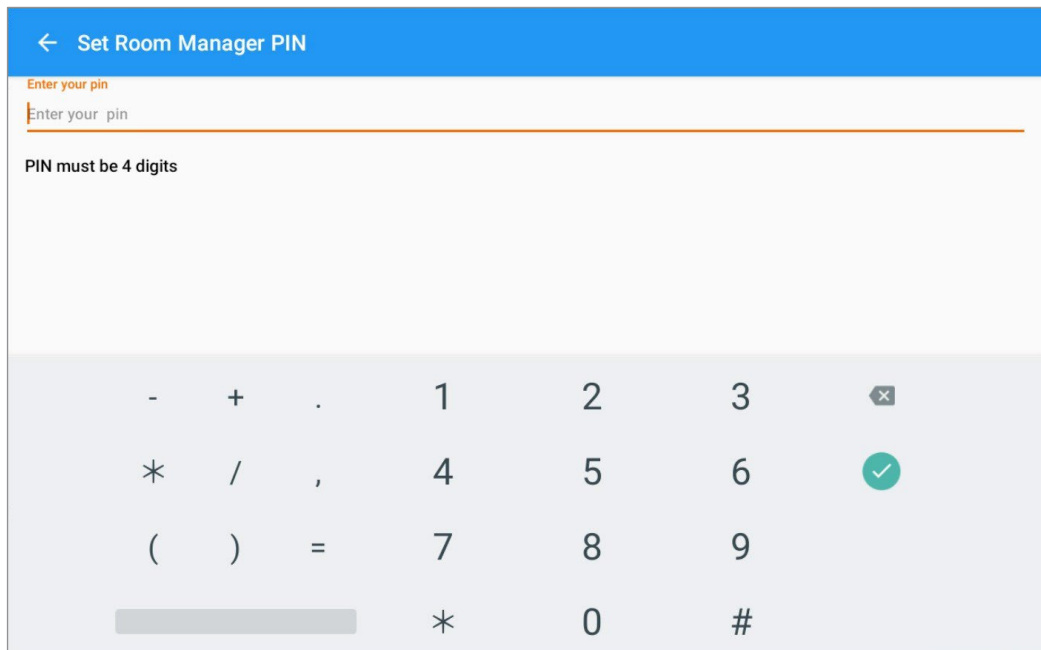 Set Room Manager PIN
Enter your pin
Enter your  pin
PIN must be 4 digits
- + . 1 2 3
* / , 4 5 6
( ) = 7 8 9
* 0 #